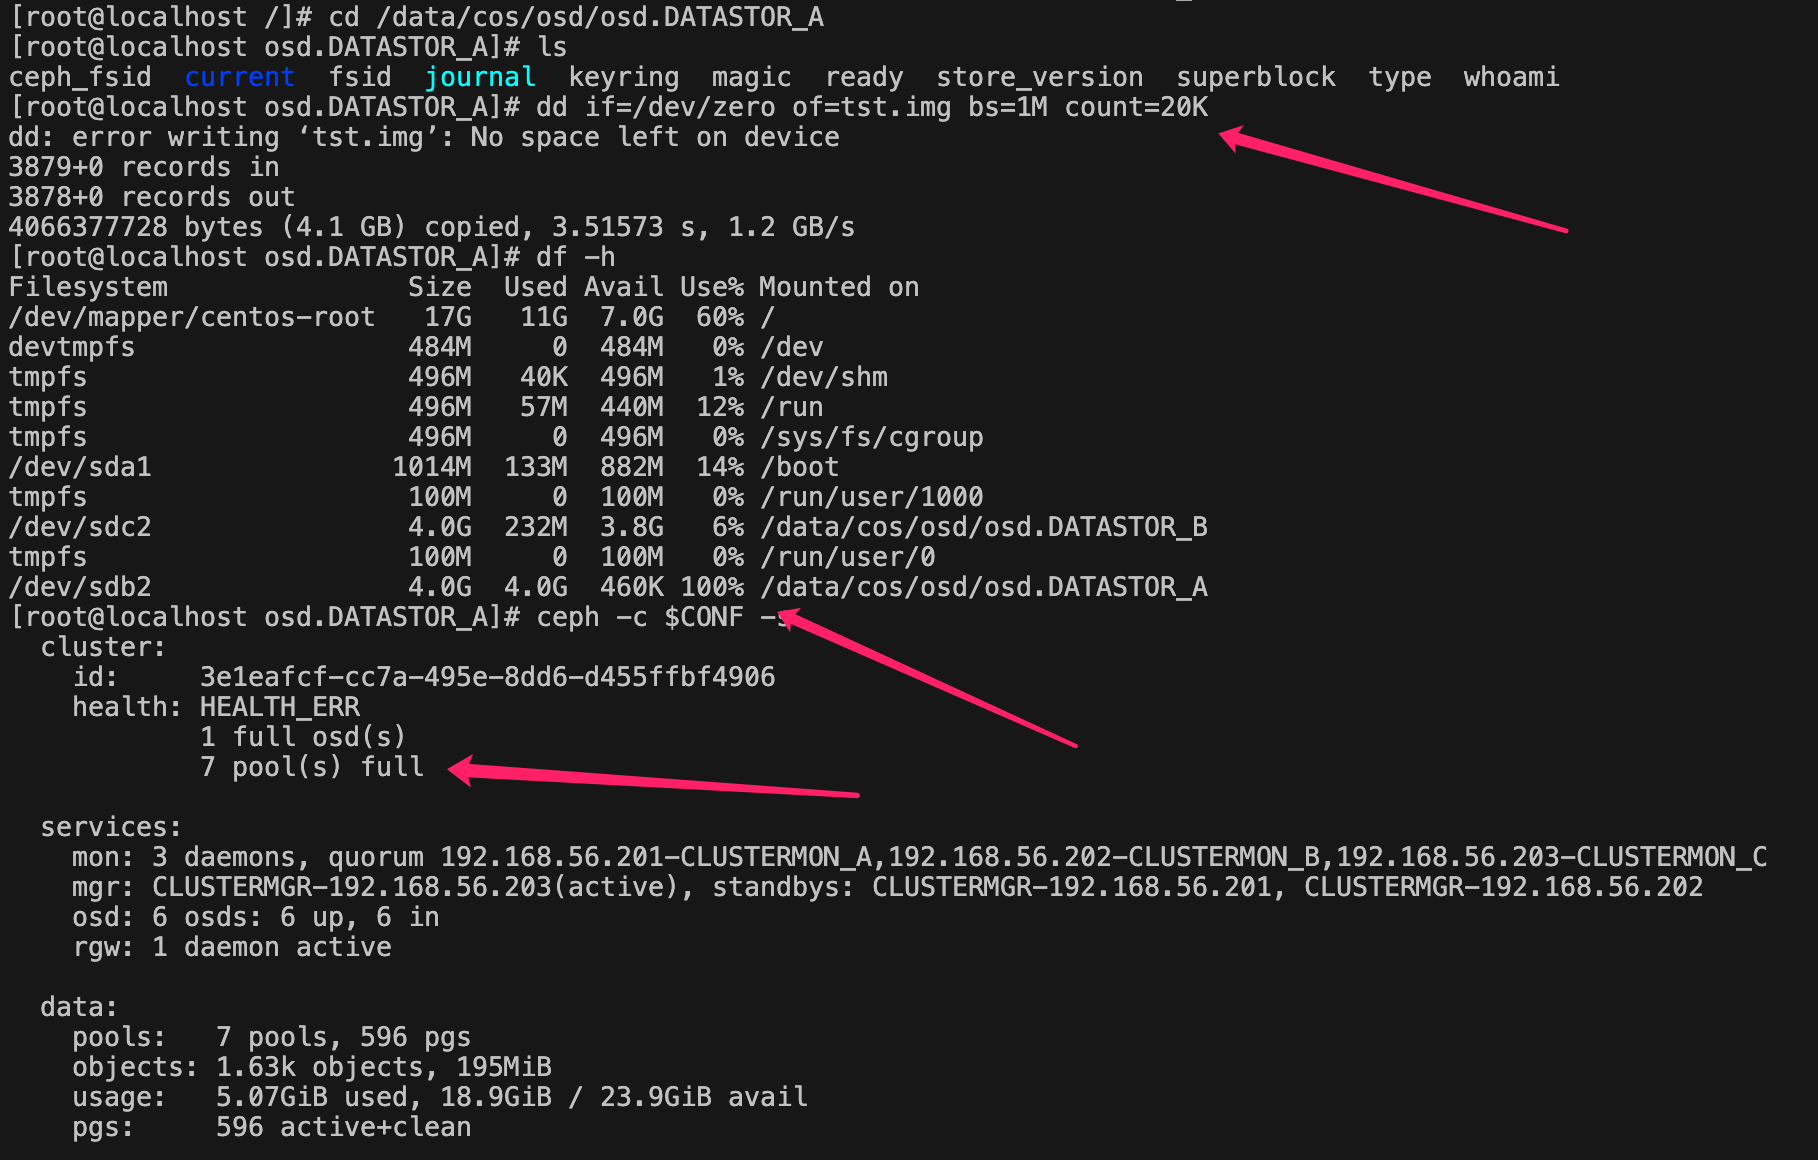 [root@localhost /]# cd /data/cos/osd/osd.DATASTOR_A
[root@localhost osd.DATASTOR_A]# ls
ceph_fsid  current  fsid  journal  keyring  magic  ready  store_version  superblock  type  whoami
[root@localhost osd.DATASTOR_A]# dd if=/dev/zero of=tst.img bs=1M count=20K
dd: error writing ‘tst.img’: No space left on device
3879+0 records in
3878+0 records out
4066377728 bytes (4.1 GB) copied, 3.51573 s, 1.2 GB/s
[root@localhost osd.DATASTOR_A]# df -h
Filesystem               Size  Used Avail Use% Mounted on
/dev/mapper/centos-root   17G   11G  7.0G  60% /
devtmpfs                 484M     0  484M   0% /dev
tmpfs                    496M   40K  496M   1% /dev/shm
tmpfs                    496M   57M  440M  12% /run
tmpfs                    496M     0  496M   0% /sys/fs/cgroup
/dev/sda1               1014M  133M  882M  14% /boot
tmpfs                    100M     0  100M   0% /run/user/1000
/dev/sdc2                4.0G  232M  3.8G   6% /data/cos/osd/osd.DATASTOR_B
tmpfs                    100M     0  100M   0% /run/user/0
/dev/sdb2                4.0G  4.0G  460K 100% /data/cos/osd/osd.DATASTOR_A
[root@localhost osd.DATASTOR_A]# ceph -c $CONF -s
  cluster:
    id:     3e1eafcf-cc7a-495e-8dd6-d455ffbf4906
    health: HEALTH_ERR
            1 full osd(s)
            7 pool(s) full
  services:
    mon: 3 daemons, quorum 192.168.56.201-CLUSTERMON_A,192.168.56.202-CLUSTERMON_B,192.168.56.203-CLUSTERMON_C
    mgr: CLUSTERMGR-192.168.56.203(active), standbys: CLUSTERMGR-192.168.56.201, CLUSTERMGR-192.168.56.202
    osd: 6 osds: 6 up, 6 in
    rgw: 1 daemon active
  data:
    pools:   7 pools, 596 pgs
    objects: 1.63k objects, 195MiB
    usage:   5.07GiB used, 18.9GiB / 23.9GiB avail
    pgs:     596 active+clean